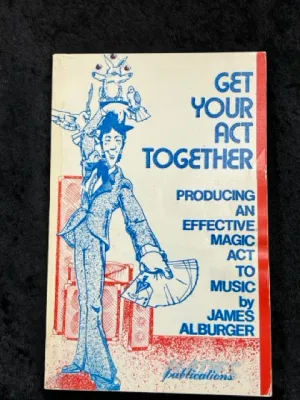 GET
YOUR
ACT
TOGETHER
PRODUCING
AN
EFFECTIVE
MAGIC
ACT
TO
MUSIC
by
JAMES
ALBURGER
publications